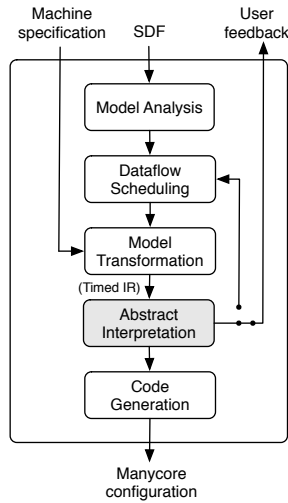 Machine
specification
SDF
User
feedback
Model Analysis
Dataflow
Scheduling
Model
Transformation
(Timed IR)
Abstract
Interpretation
Code
Generation
Manycore
configuration